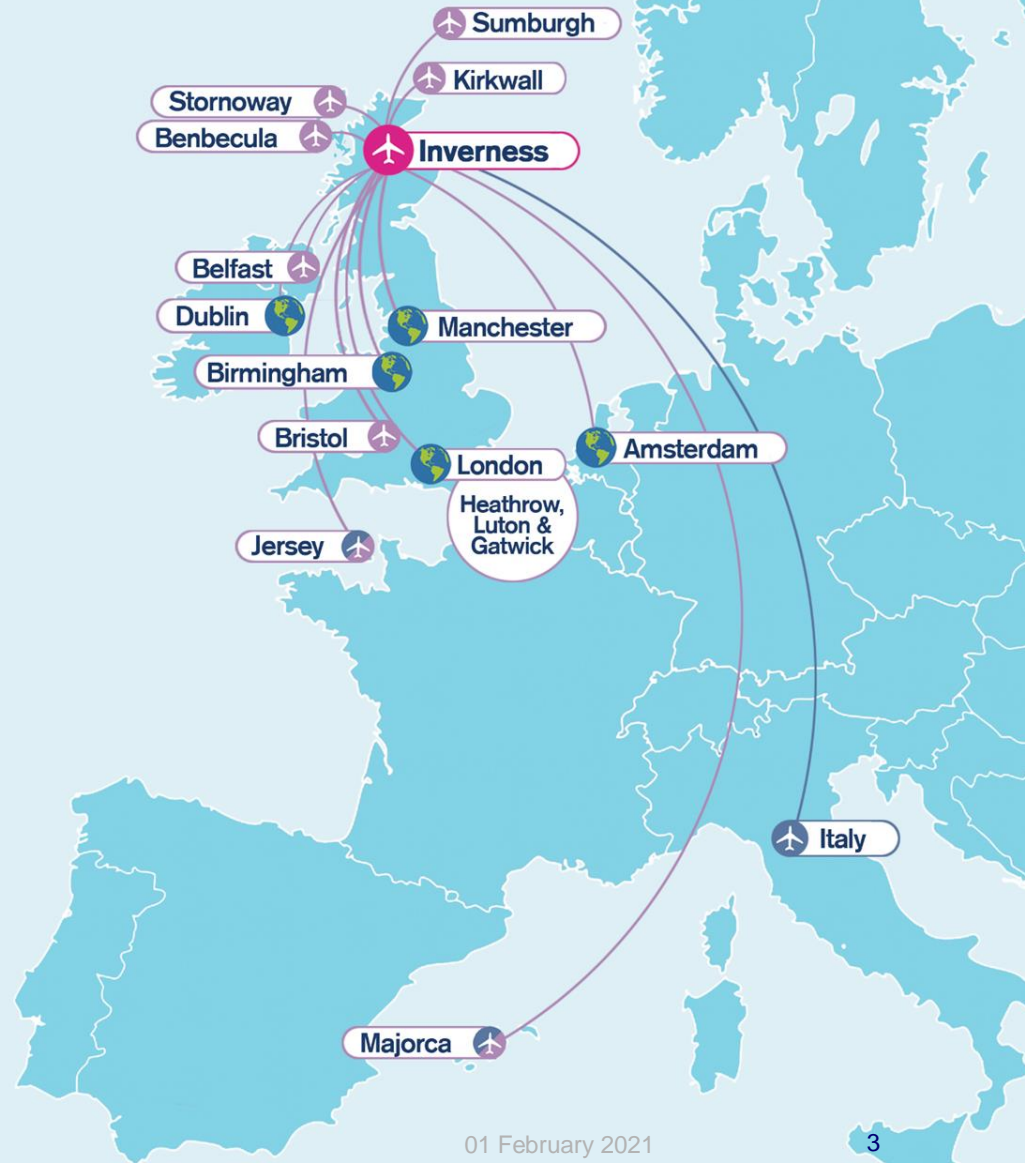 Sumburgh
Kirkwall
Stornoway
Benbecula
Inverness
Belfast
Dublin
Manchester
Birmingham
Bristol
Amsterdam
London
Heathrow,
Luton &
Gatwick
Jersey
Italy
Majorca
01 February 2021
3